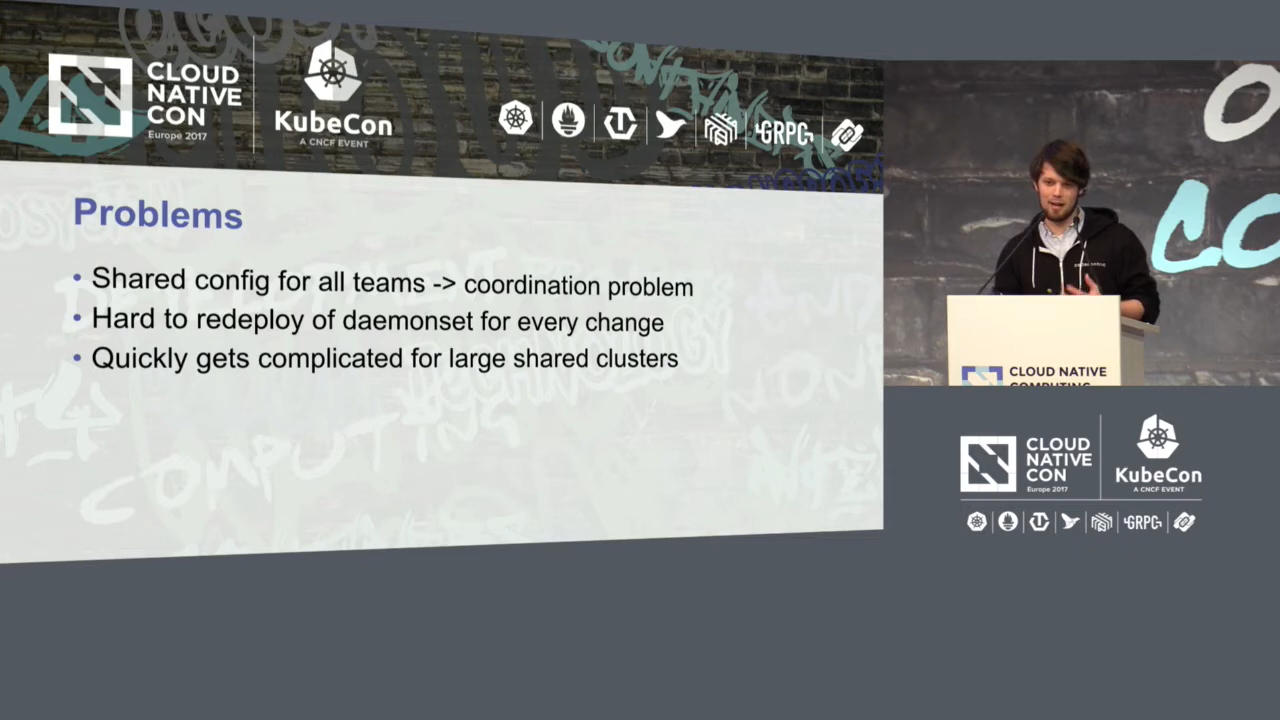 CLOUD
NATIVE
CON
Europe 2017
KubeCon
A CNCF EVENT
GRPC
Problems
• Shared config for all teams -> coordination problem
• Hard to redeploy of daemonset for every change
• Quickly gets complicated for large shared clusters
COMPUTING
CO
CLOUD NATIVE
COMPUTING
CLOUD
NATIVE
CON
Europe 2017
KubeCon
A CNCF EVENT
GRPC